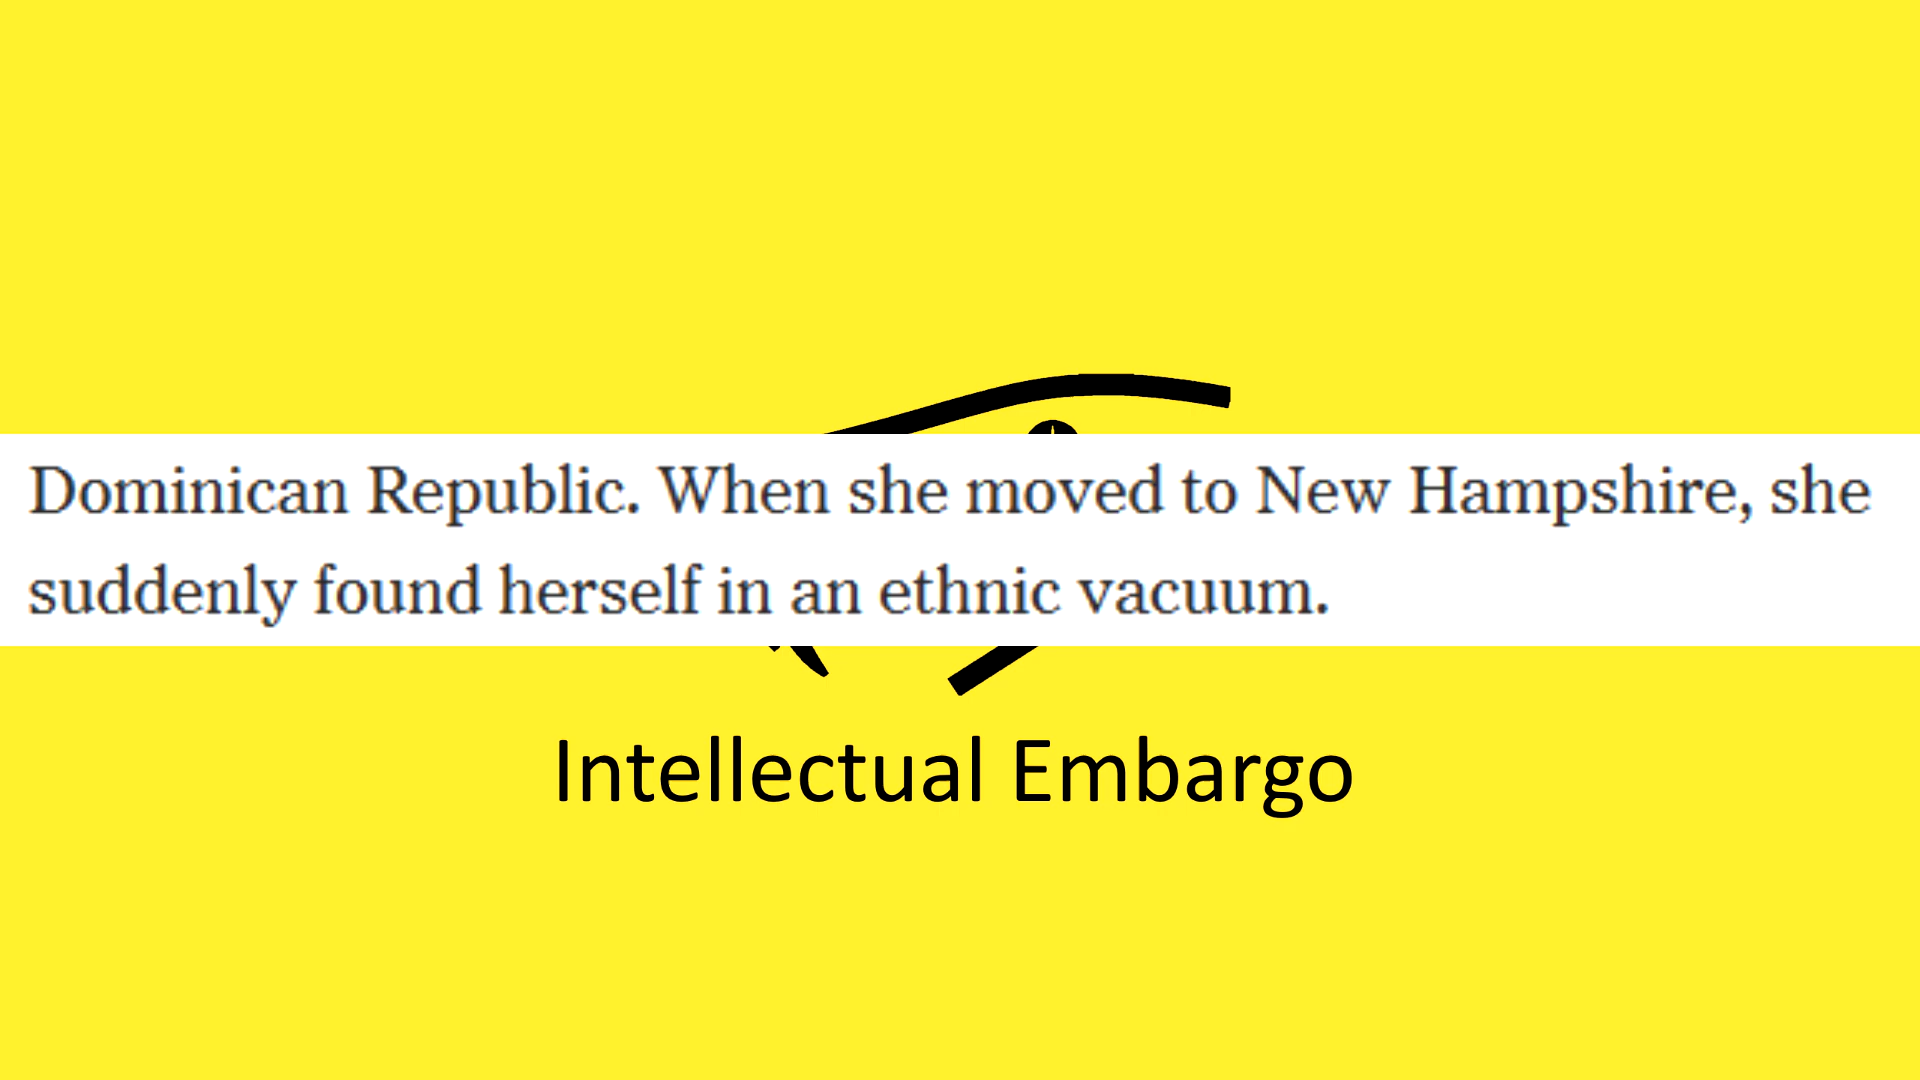 Dominican Republic. When she moved to New Hampshire, she
suddenly found herself in an ethnic vacuum.
Intellectual Embargo